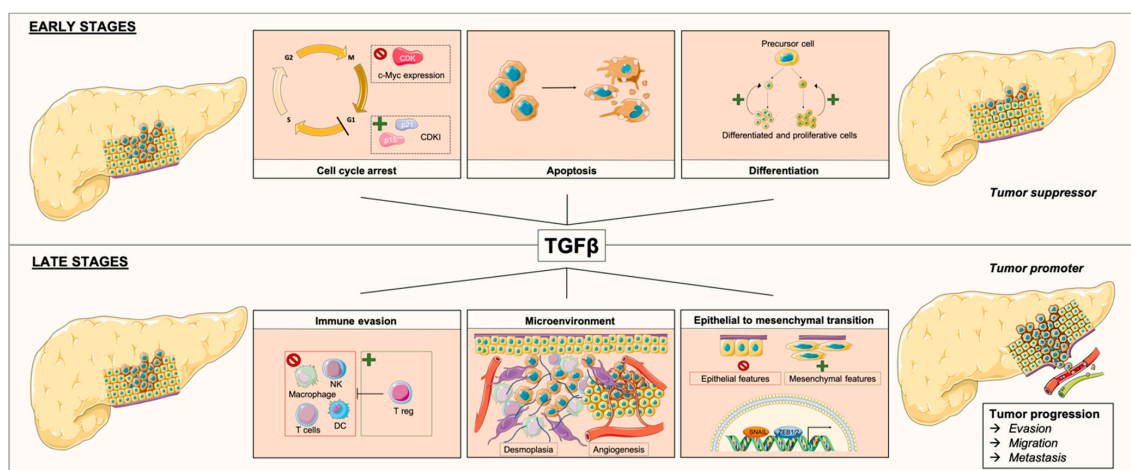 EARLY STAGES
G2
M
S
G1
CDK
c-Myc expression
p21
p15
CDKI
Cell cycle arrest
Apoptosis
Precursor cell
Differentiated and proliferative cells
Differentiation
Tumor suppressor
TGFβ
LATE STAGES
Tumor promoter
Immune evasion
NK
Macrophage
T cells
DC
T reg
Microenvironment
Desmoplasia
Angiogenesis
Epithelial to mesenchymal transition
Epithelial features
Mesenchymal features
SNAIL
ZEB1/2
Tumor progression
→ Evasion
→ Migration
→ Metastasis